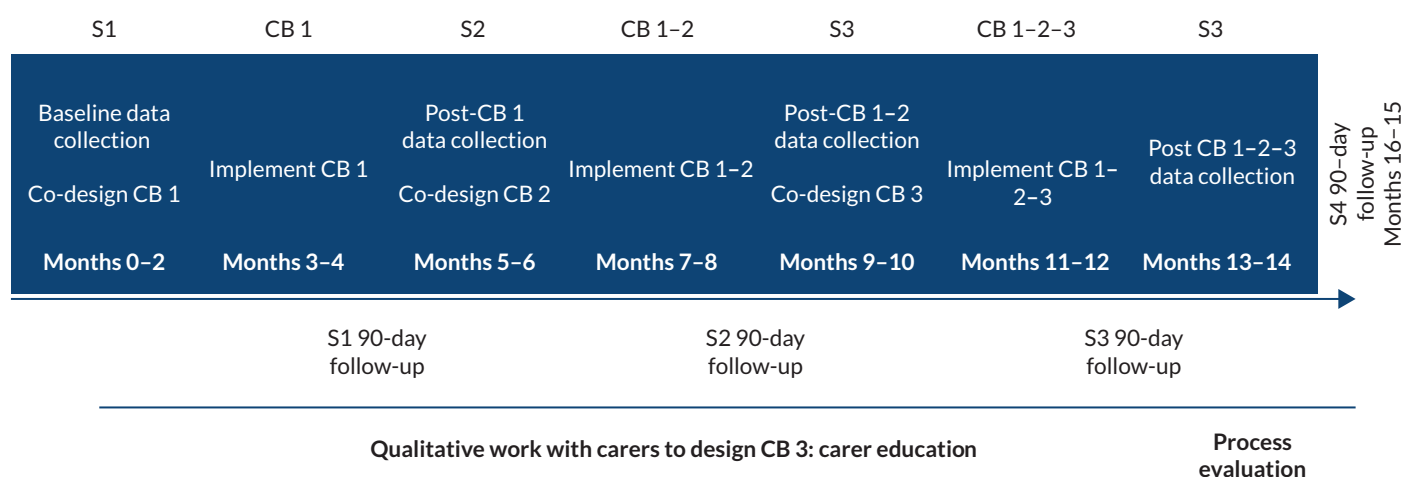 S1
CB 1
S2
CB 1–2
S3
CB 1–2–3
S3
Baseline data
collection
Co-design CB 1
Months 0–2
Implement CB 1
Months 3–4
Post-CB 1
data collection
Co-design CB 2
Months 5–6
Implement CB 1–2
Months 7–8
Post-CB 1–2
data collection
Co-design CB 3
Months 9–10
Implement CB 1–
2–3
Months 11–12
Post CB 1–2–3
data collection
Months 13–14
S4 90–day
follow-up
Months 16–15
S1 90-day
follow-up
S2 90-day
follow-up
S3 90-day
follow-up
Qualitative work with carers to design CB 3: carer education
Process
evaluation